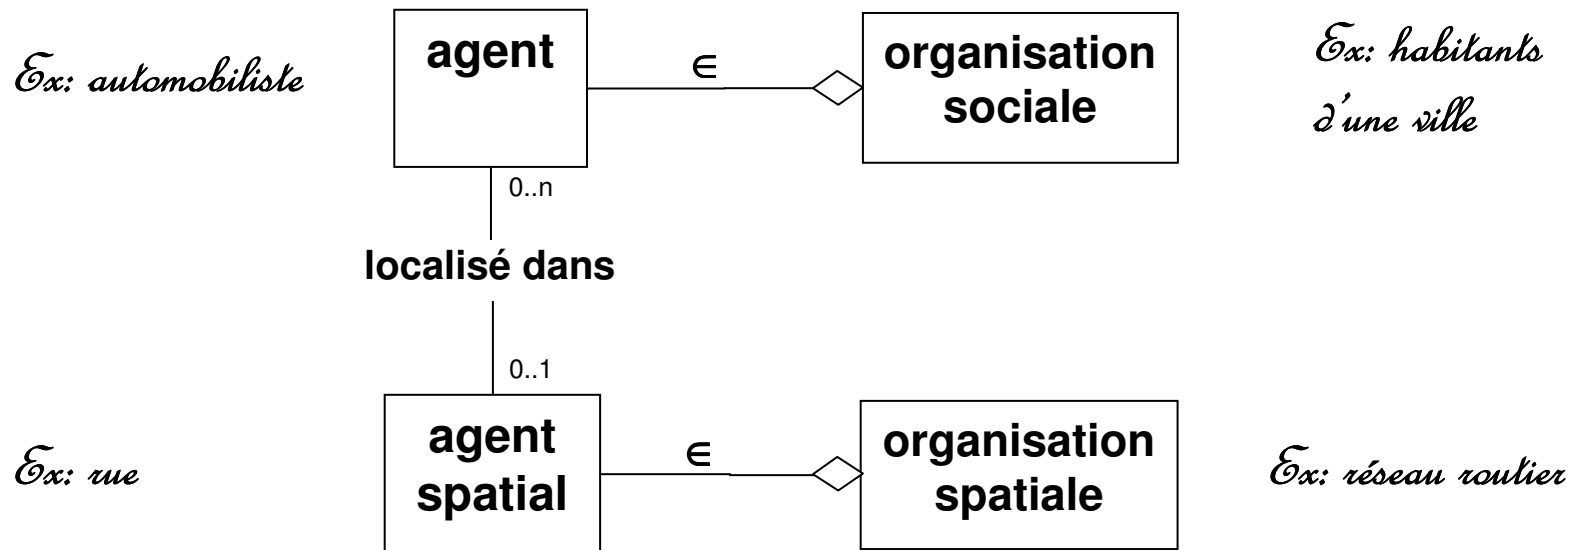 Ex: automobiliste
agent
∈
organisation
sociale
Ex: habitants
d'une ville
0..n
localisé dans
0..1
Ex: rue
agent
spatial
∈
organisation
spatiale
Ex: réseau routier